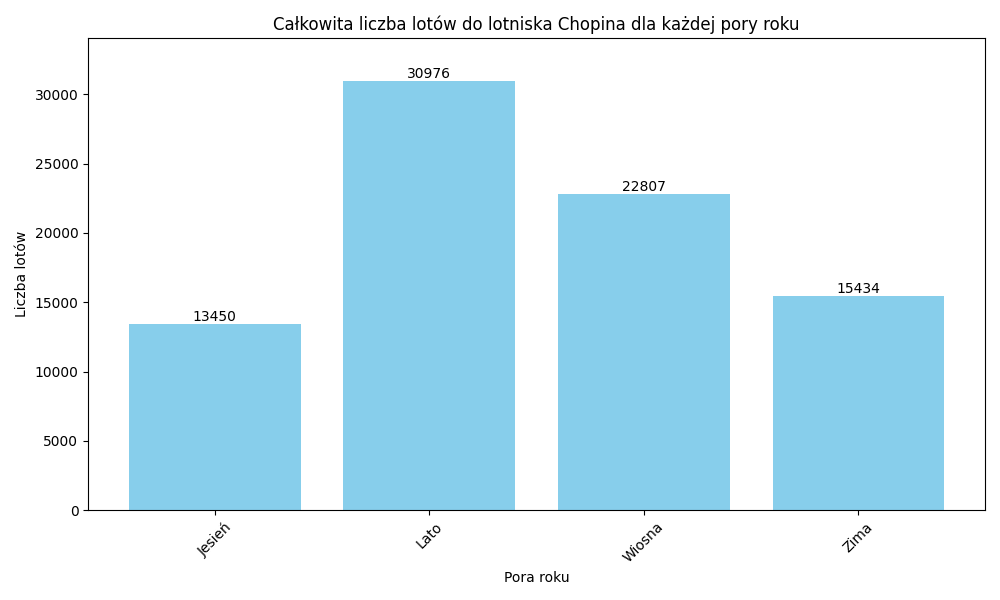 Całkowita liczba lotów do lotniska Chopina dla każdej pory roku
30976
30000
25000
22807
20000
Liczba lotów
15000
15434
13450
10000
5000
0
Jesień
Lato
Wiosna
Zima
Pora roku